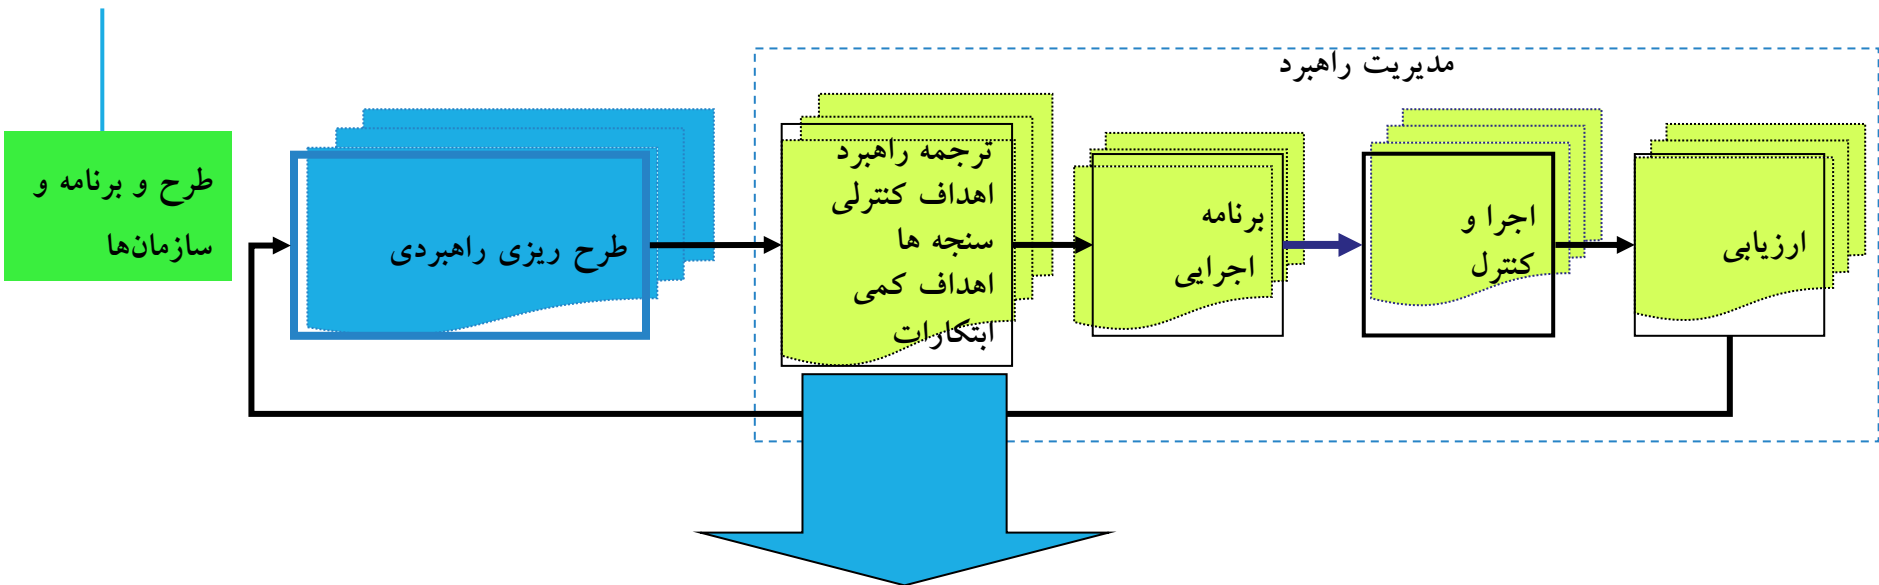 مدیریت راهبرد
طرح و برنامه و
سازمان‌ها
طرح ریزی راهبردی
ترجمه راهبرد
اهداف کنترلی
سنجه ها
اهداف کمی
ابتکارات
برنامه
اجرایی
اجرا و
کنترل
ارزیابی